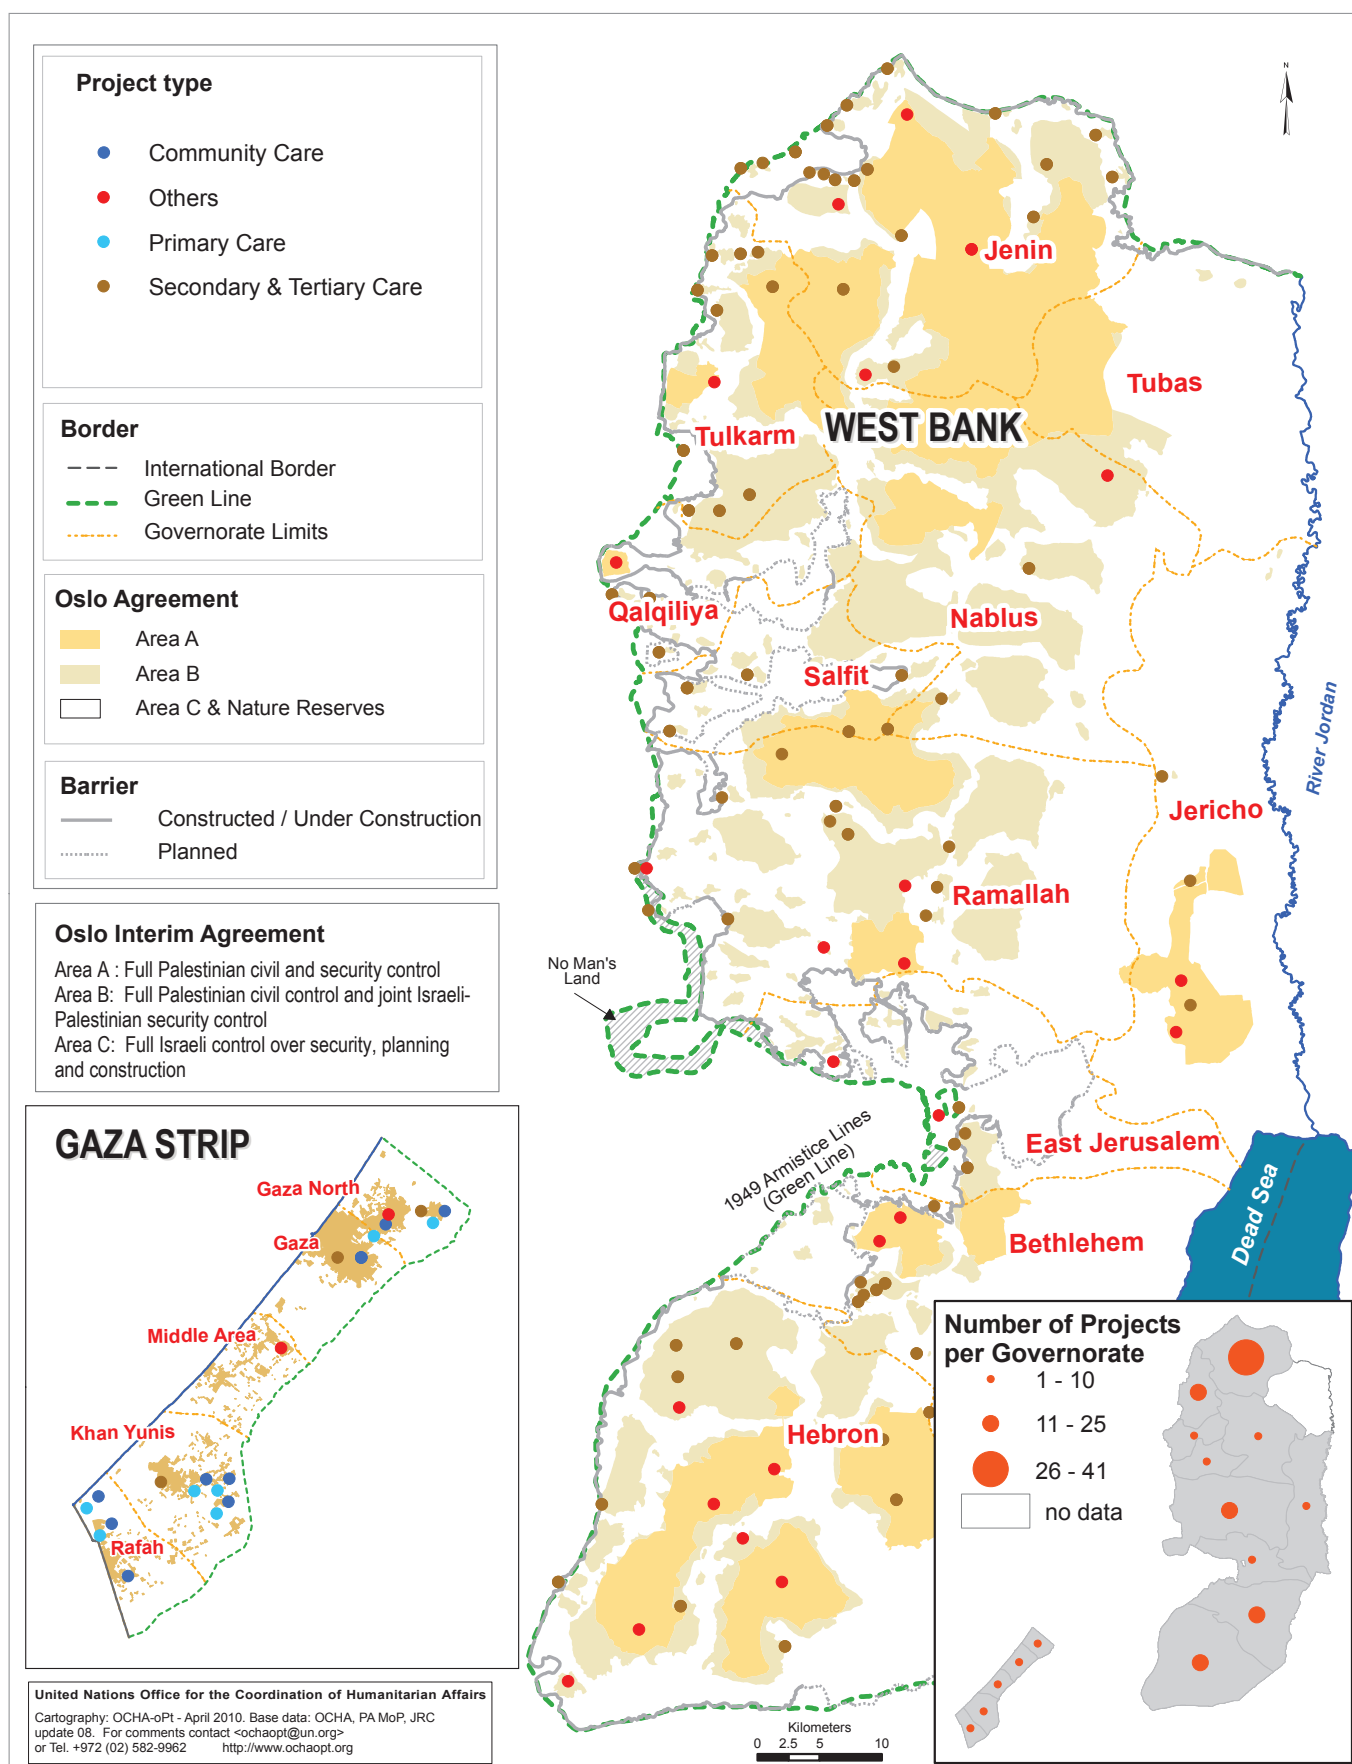 Project type
Community Care
Others
Primary Care
Secondary & Tertiary Care
Border
International Border
Green Line
Governorate Limits
Oslo Agreement
Area A
Area B
Area C & Nature Reserves
Barrier
Constructed / Under Construction
Planned
Oslo Interim Agreement
Area A : Full Palestinian civil and security control
Area B: Full Palestinian civil control and joint Israeli-
Palestinian security control
Area C: Full Israeli control over security, planning
and construction
GAZA STRIP
Gaza North
Gaza
Middle Area
Khan Yunis
Rafah
United Nations Office for the Coordination of Humanitarian Affairs
Cartography: OCHA-oPt - April 2010. Base data: OCHA, PA MoP, JRC
update 08. For comments contact <ochaopt@un.org>
or Tel. +972 (02) 582-9962 http://www.ochaopt.org
N
Jenin
Tubas
WEST BANK
Tulkarm
Qalqiliya
Nablus
Salfit
River Jordan
Jericho
Ramallah
No Man's
Land
1949 Armistice Lines
(Green Line)
East Jerusalem
Dead Sea
Bethlehem
Hebron
Number of Projects
per Governorate
1 - 10
11 - 25
26 - 41
no data
Kilometers
0 2.5 5 10